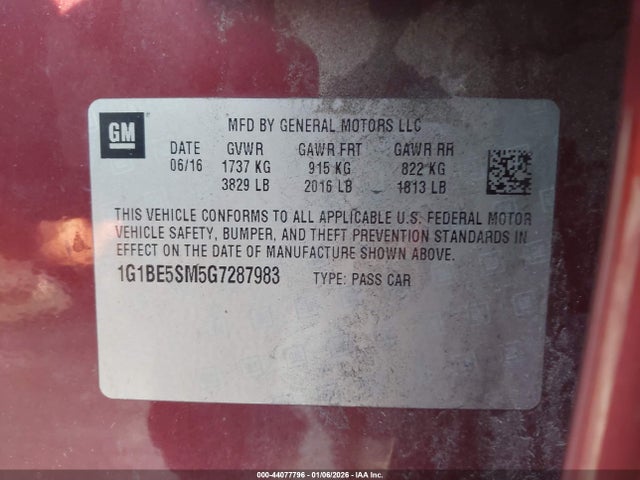 GM
MFD BY GENERAL MOTORS LLC
DATE GVWR GAWR FRT GAWR RR
06/16 1737 KG 915 KG 822 KG
3829 LB 2016 LB 1813 LB
THIS VEHICLE CONFORMS TO ALL APPLICABLE U.S. FEDERAL MOTOR
VEHICLE SAFETY, BUMPER, AND THEFT PREVENTION STANDARDS IN
EFFECT ON THE DATE OF MANUFACTURE SHOWN ABOVE.
1G1BE5SM5G7287983 TYPE: PASS CAR
000-44077796 - 01/06/2026 - IAA Inc.